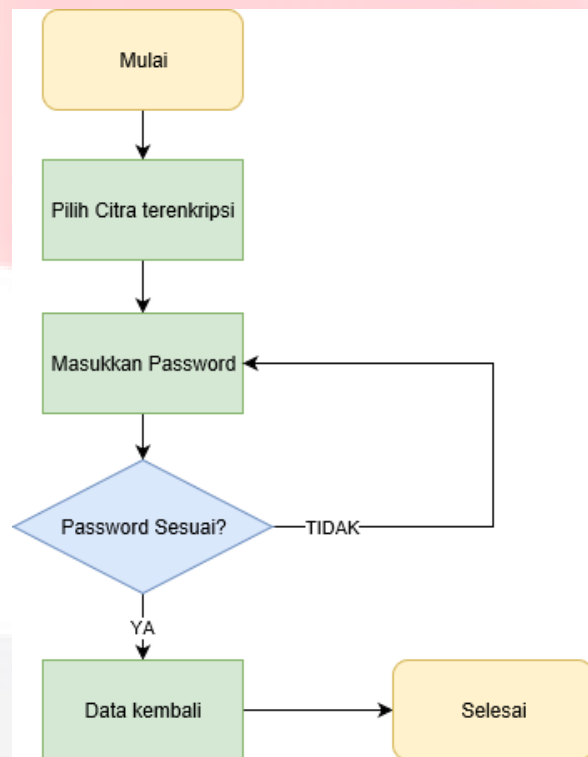 Mulai
Pilih Citra terenkripsi
Masukkan Password
Password Sesuai?
TIDAK
YA
Data kembali
Selesai